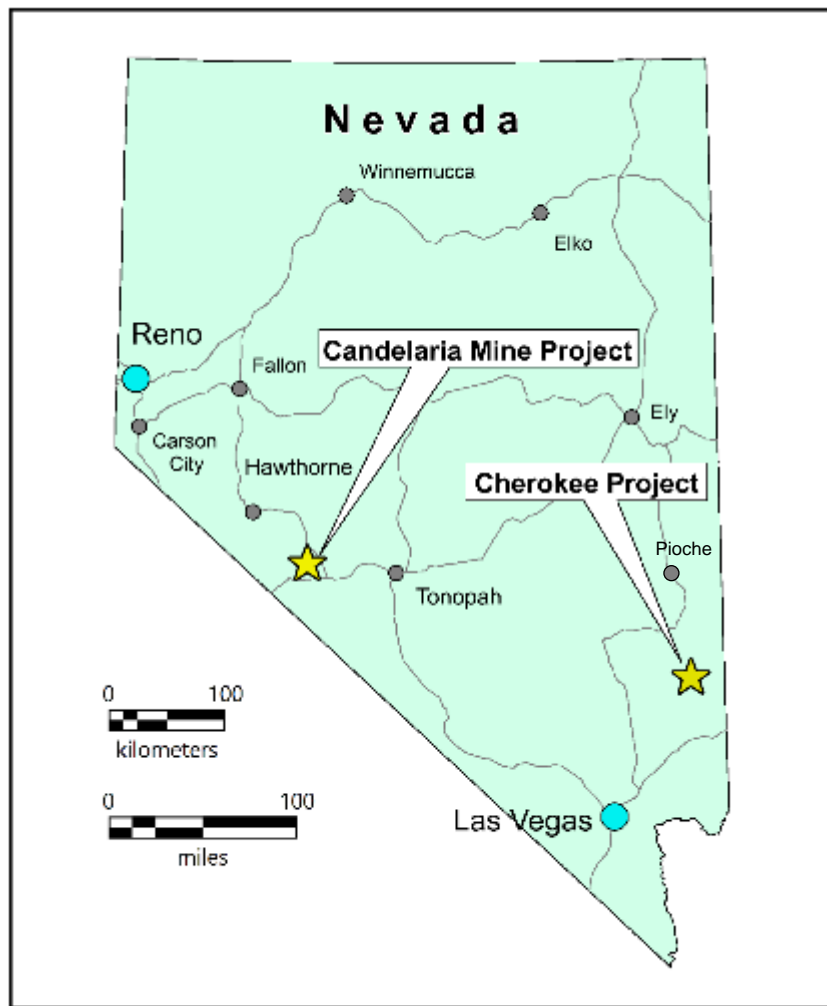 Nevada
Winnemucca
Elko
Reno
Candelaria Mine Project
Fallon
Ely
Carson
City
Hawthorne
Cherokee Project
Pioche
Tonopah
0 100
kilometers
0 100
miles
Las Vegas